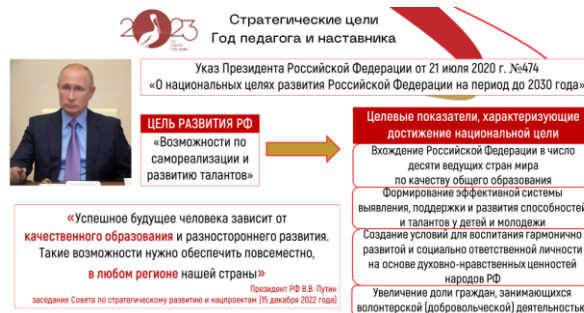 2023
Стратегические цели
Год педагога и наставника
Указ Президента Российской Федерации от 21 июля 2020 г. №474
«О национальных целях развития Российской Федерации на период до 2030 года»
ЦЕЛЬ РАЗВИТИЯ РФ
«Возможности по
самореализации и
развитию талантов»
Целевые показатели, характеризующие
достижение национальной цели
Вхождение Российской Федерации в число
десяти ведущих стран мира
по качеству общего образования
Формирование эффективной системы
выявления, поддержки и развития способностей
и талантов у детей и молодежи
Создание условий для воспитания гармонично
развитой и социально ответственной личности
на основе духовно-нравственных ценностей
народов РФ
Увеличение доли граждан, занимающихся
волонтерской (добровольческой) деятельностью
«Успешное будущее человека зависит от
качественного образования и разностороннего развития.
Такие возможности нужно обеспечить повсеместно,
в любом регионе нашей страны»
Президент РФ В.В. Путин
заседание Совета по стратегическому развитию и нацпроектам (15 декабря 2022 года)